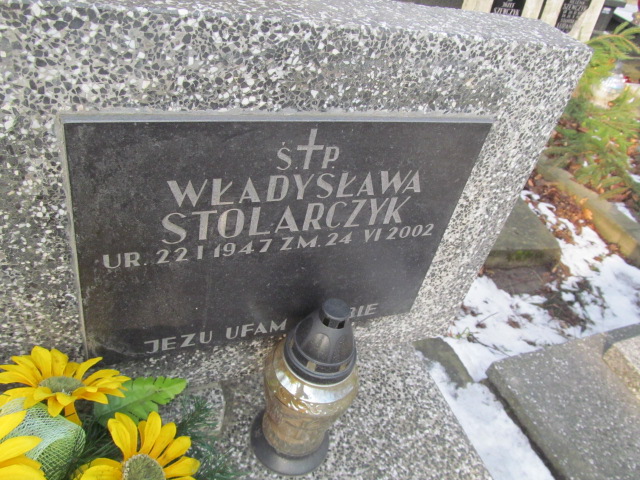 Ś✝P.
WŁADYSŁAWA
STOLARCZYK
UR. 22 I 1947 ZM. 24 VI 2002
JEZU UFAM